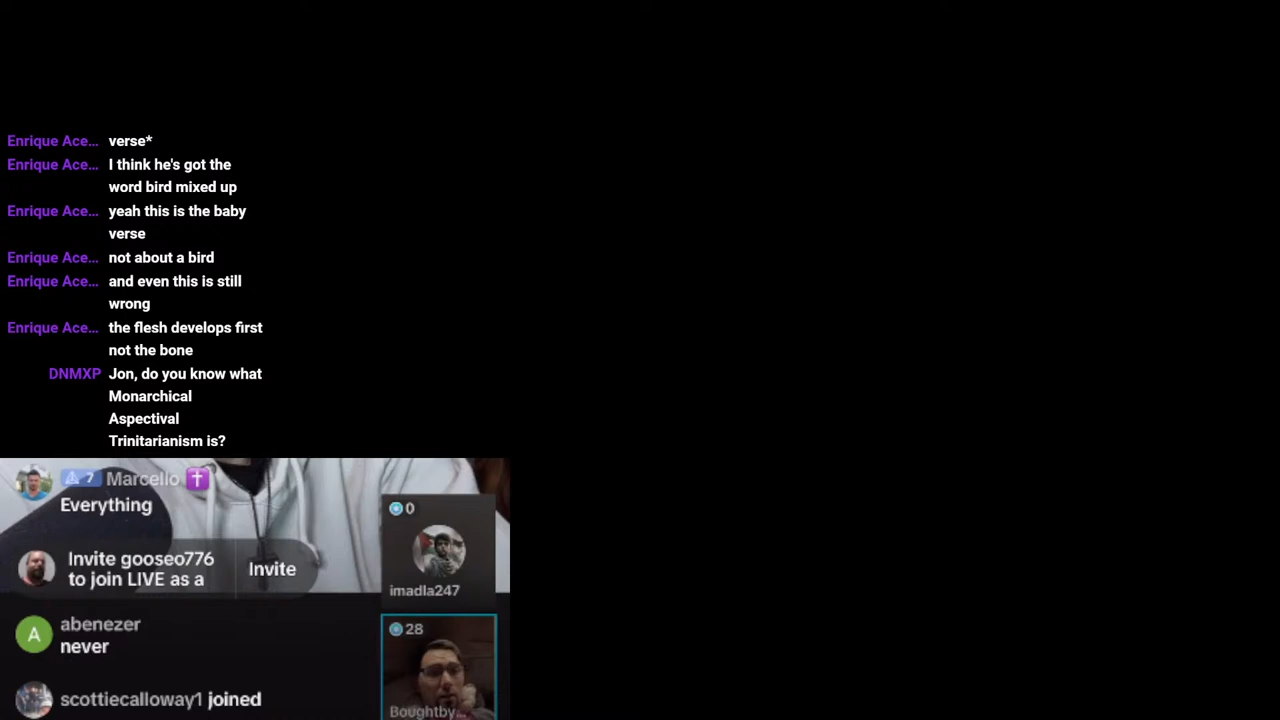 Enrique Ace... verse*
Enrique Ace... I think he's got the
word bird mixed up
Enrique Ace... yeah this is the baby
verse
Enrique Ace... not about a bird
Enrique Ace... and even this is still
wrong
Enrique Ace... the flesh develops first
not the bone
DNMXP Jon, do you know what
Monarchical
Aspectival
Trinitarianism is?
7 Marcello
Everything
0
Invite gooseo776
to join LIVE as a
Invite
imadla247
A abenezer
never
28
scottiecalloway1 joined
Boughtby...